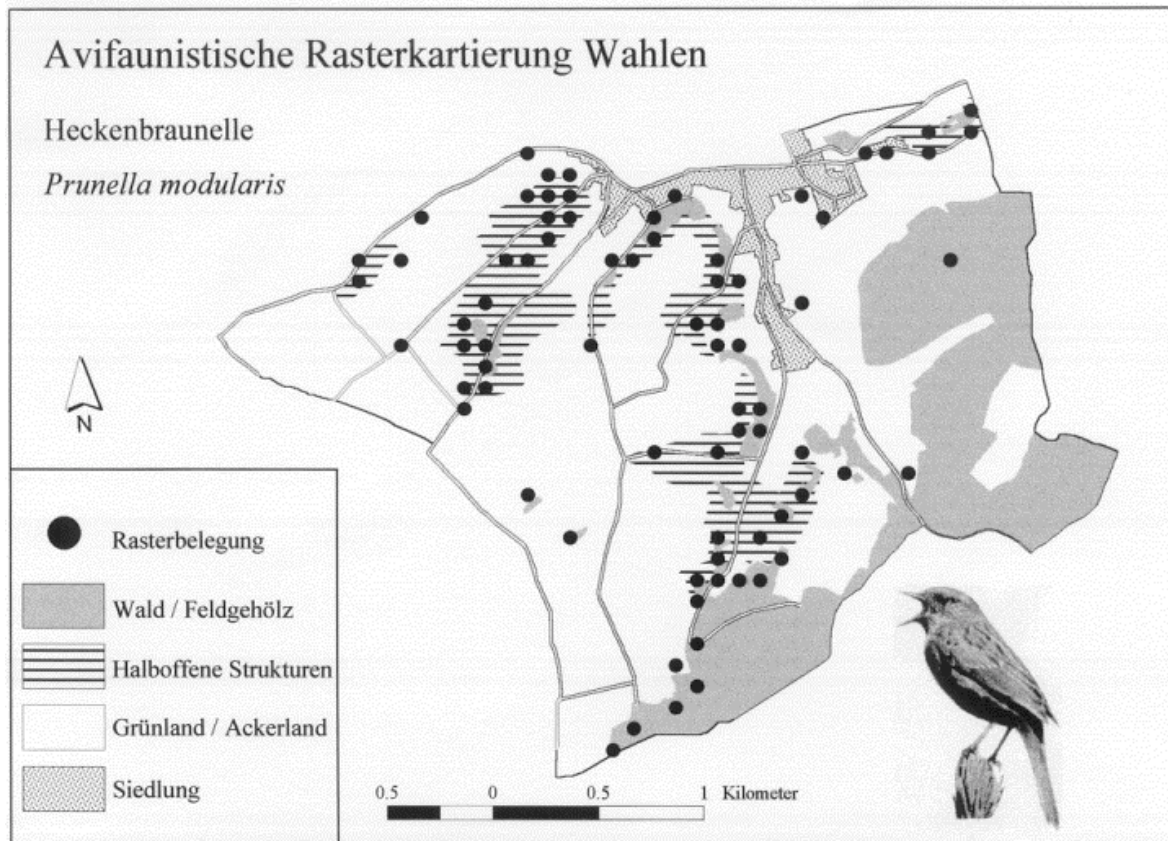 Avifaunistische Rasterkartierung Wahlen
Heckenbraunelle
Prunella modularis
N
Rasterbelegung
Wald / Feldgehölz
Halboffene Strukturen
Grünland / Ackerland
Siedlung
0.5 0 0.5 1 Kilometer